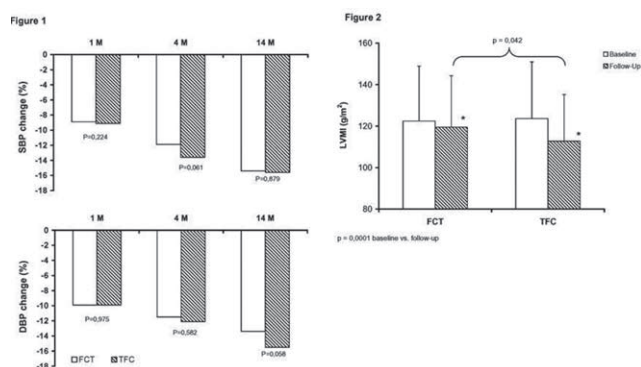 Figure 1
1 M 4 M 14 M
0
-2
-4
-6
-8
-10
-12
-14
-16
-18
SBP change (%)
P=0,224
P=0,061
P=0,879
1 M 4 M 14 M
0
-2
-4
-6
-8
-10
-12
-14
-16
-18
DBP change (%)
P=0,975
P=0,582
P=0,058
FCT TFC
Figure 2
p = 0,042
Baseline
Follow-Up
160
140
120
100
80
LVMI (g/m²)
* *
FCT TFC
p = 0,0001 baseline vs. follow-up